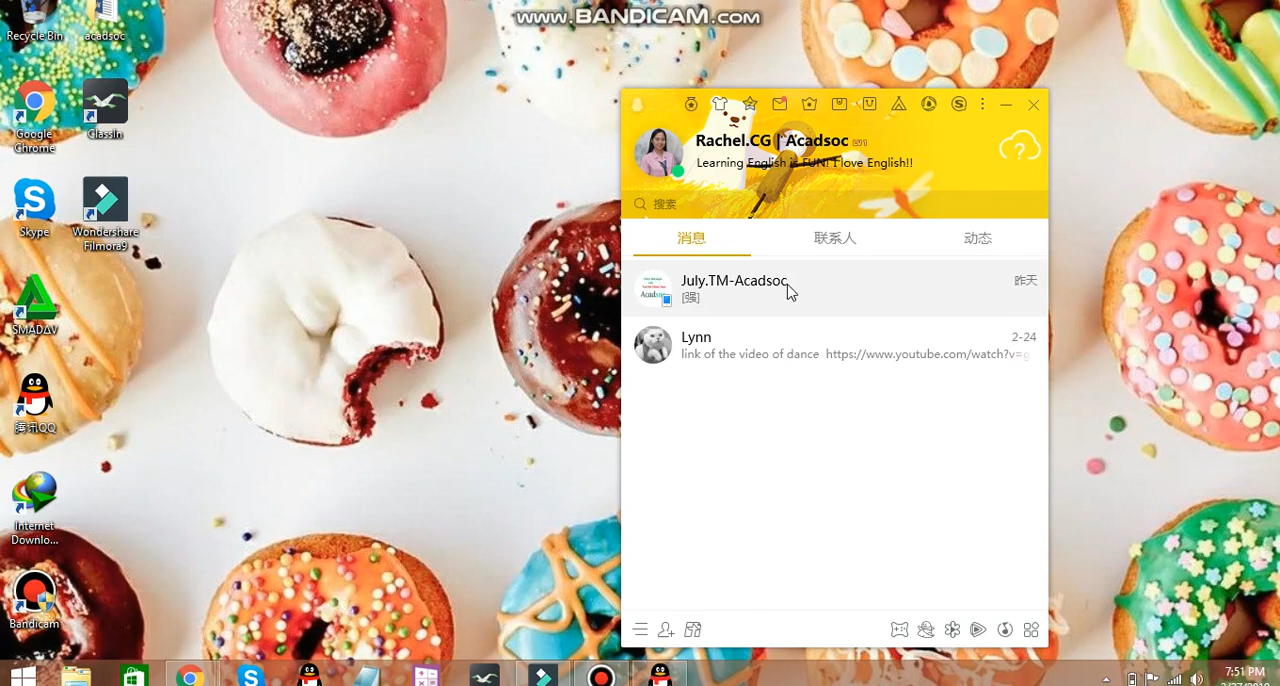 www.BANDICAM.com
Recycle Bin
acadsoc
Google Chrome
ClassIn
Skype
Wondershare Filmora9
SMADΔV
腾讯QQ
Internet Downlo...
Bandicam
Rachel.CG | Acadsoc
Learning English is FUN! I love English!!
搜索
消息 联系人 动态
July.TM-Acadsoc 昨天
[强]
Lynn 2-24
link of the video of dance https://www.youtube.com/watch?v=g
7:51 PM